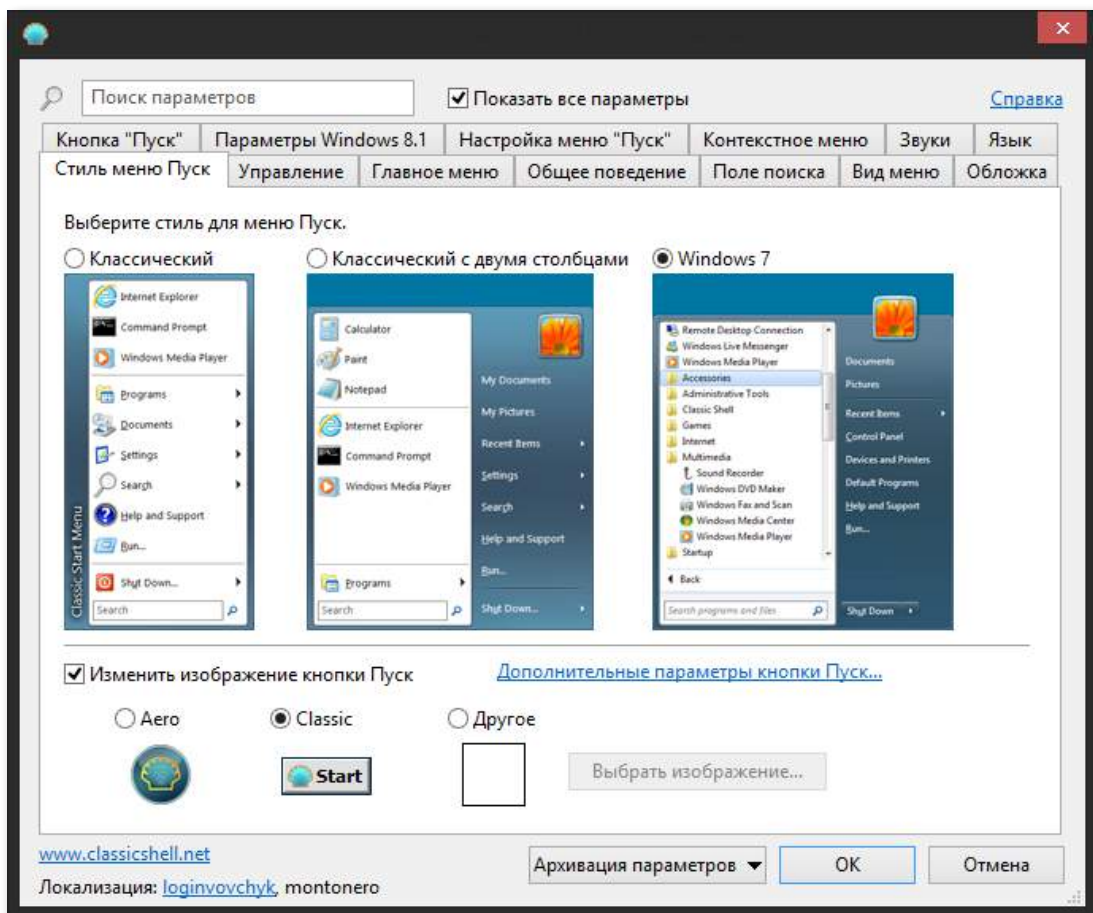 Поиск параметров
Показать все параметры
Справка
Кнопка "Пуск" Параметры Windows 8.1 Настройка меню "Пуск" Контекстное меню Звуки Язык
Стиль меню Пуск Управление Главное меню Общее поведение Поле поиска Вид меню Обложка
Выберите стиль для меню Пуск.
Классический
Классический с двумя столбцами
Windows 7
Classic Start Menu
Internet Explorer
Command Prompt
Windows Media Player
Programs
Documents
Settings
Search
Help and Support
Run...
Shut Down...
Search
Calculator
Paint
Notepad
Internet Explorer
Command Prompt
Windows Media Player
Programs
Search
My Documents
My Pictures
Recent Items
Settings
Search
Help and Support
Run...
Shut Down...
Remote Desktop Connection
Windows Live Messenger
Windows Media Player
Accessories
Administrative Tools
Classic Shell
Games
Internet
Multimedia
Sound Recorder
Windows DVD Maker
Windows Fax and Scan
Windows Media Center
Windows Media Player
Startup
Back
Search programs and files
Documents
Pictures
Recent Items
Control Panel
Devices and Printers
Default Programs
Help and Support
Run...
Shut Down
Изменить изображение кнопки Пуск
Дополнительные параметры кнопки Пуск...
Aero
Classic
Другое
Start
Выбрать изображение...
www.classicshell.net
Локализация: loginvovchyk, montonero
Архивация параметров
OK
Отмена